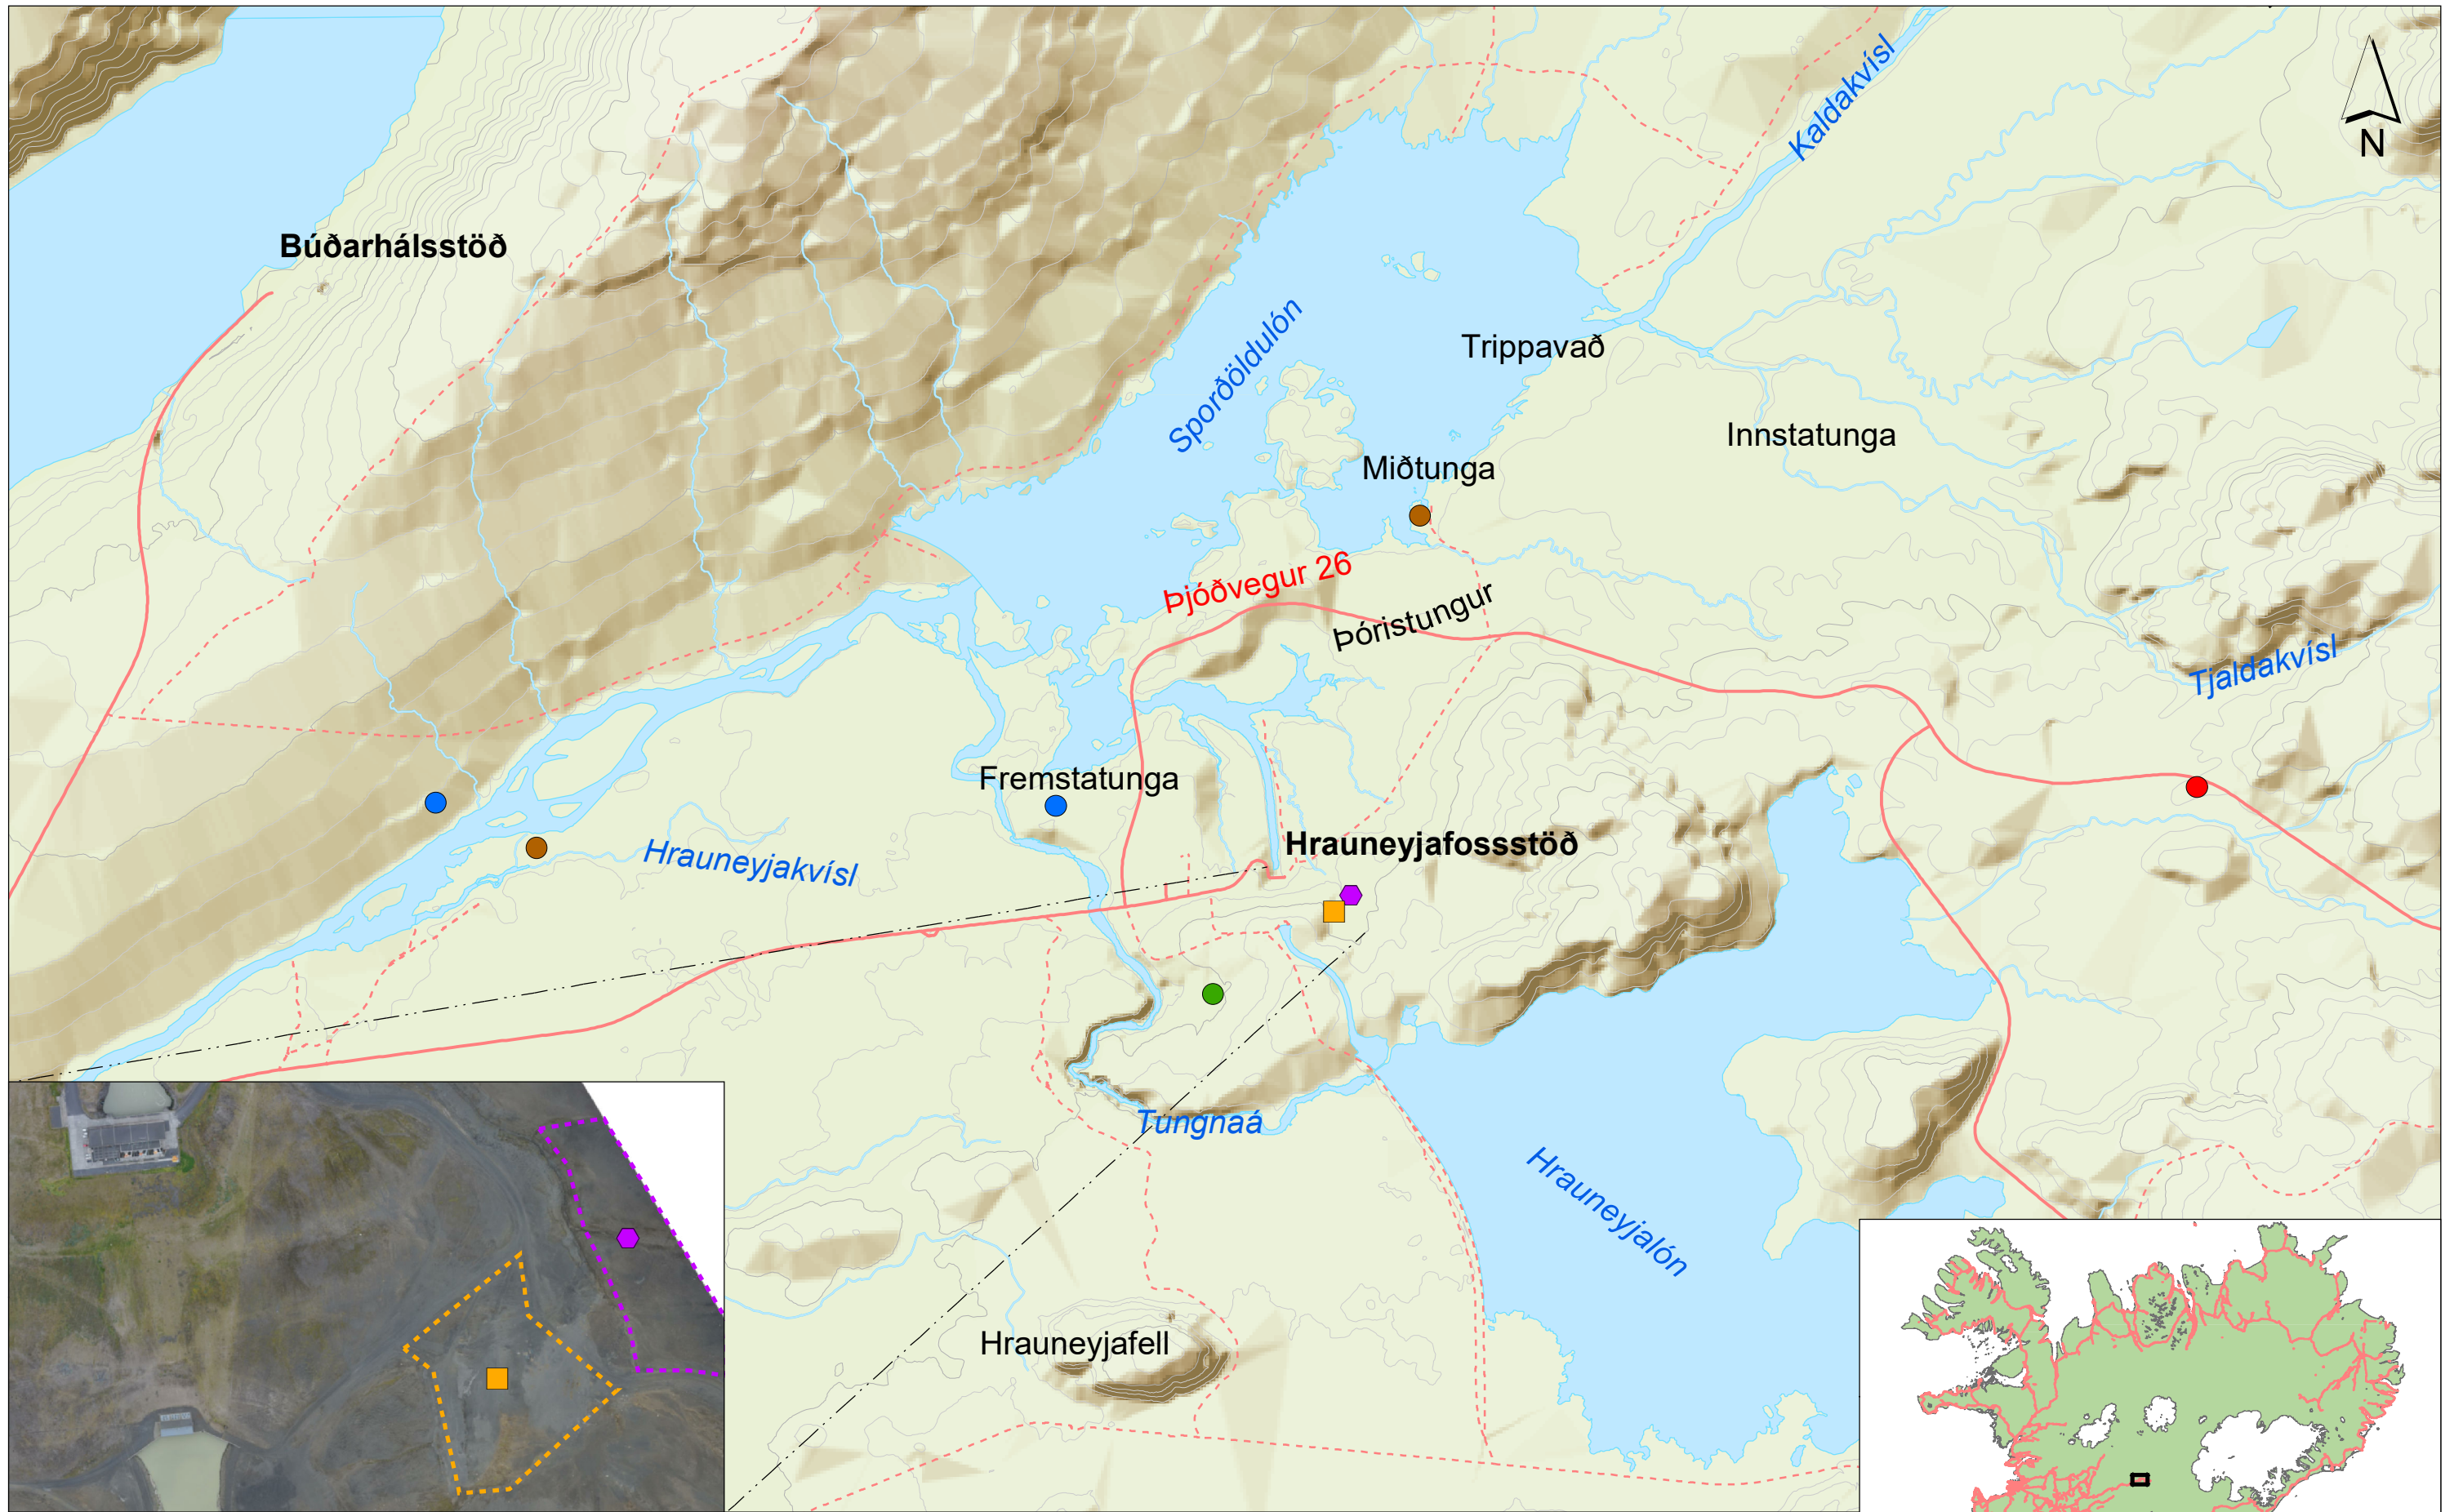 Kaldakvísl
N
Búðarhálsstöð
Sporðöldulón
Trippavað
Innstatunga
Miðtunga
Þjóðvegur 26
Þóristungur
Tjaldakvísl
Fremstatunga
Hrauneyjakvísl
Hrauneyjafossstöð
Tungnaá
Hrauneyjalón
Hrauneyjafell